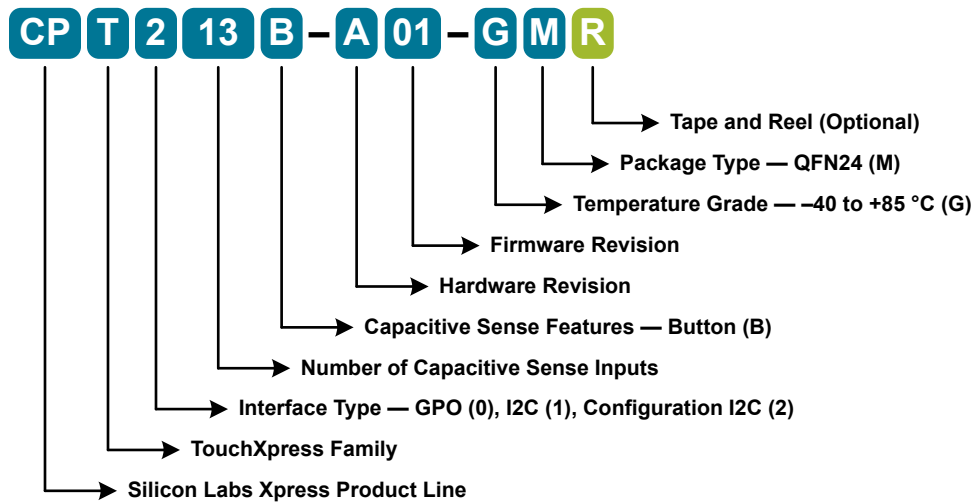 CP T 2 13 B – A 01 – G M R
Tape and Reel (Optional)
Package Type — QFN24 (M)
Temperature Grade — –40 to +85 °C (G)
Firmware Revision
Hardware Revision
Capacitive Sense Features — Button (B)
Number of Capacitive Sense Inputs
Interface Type — GPO (0), I2C (1), Configuration I2C (2)
TouchXpress Family
Silicon Labs Xpress Product Line